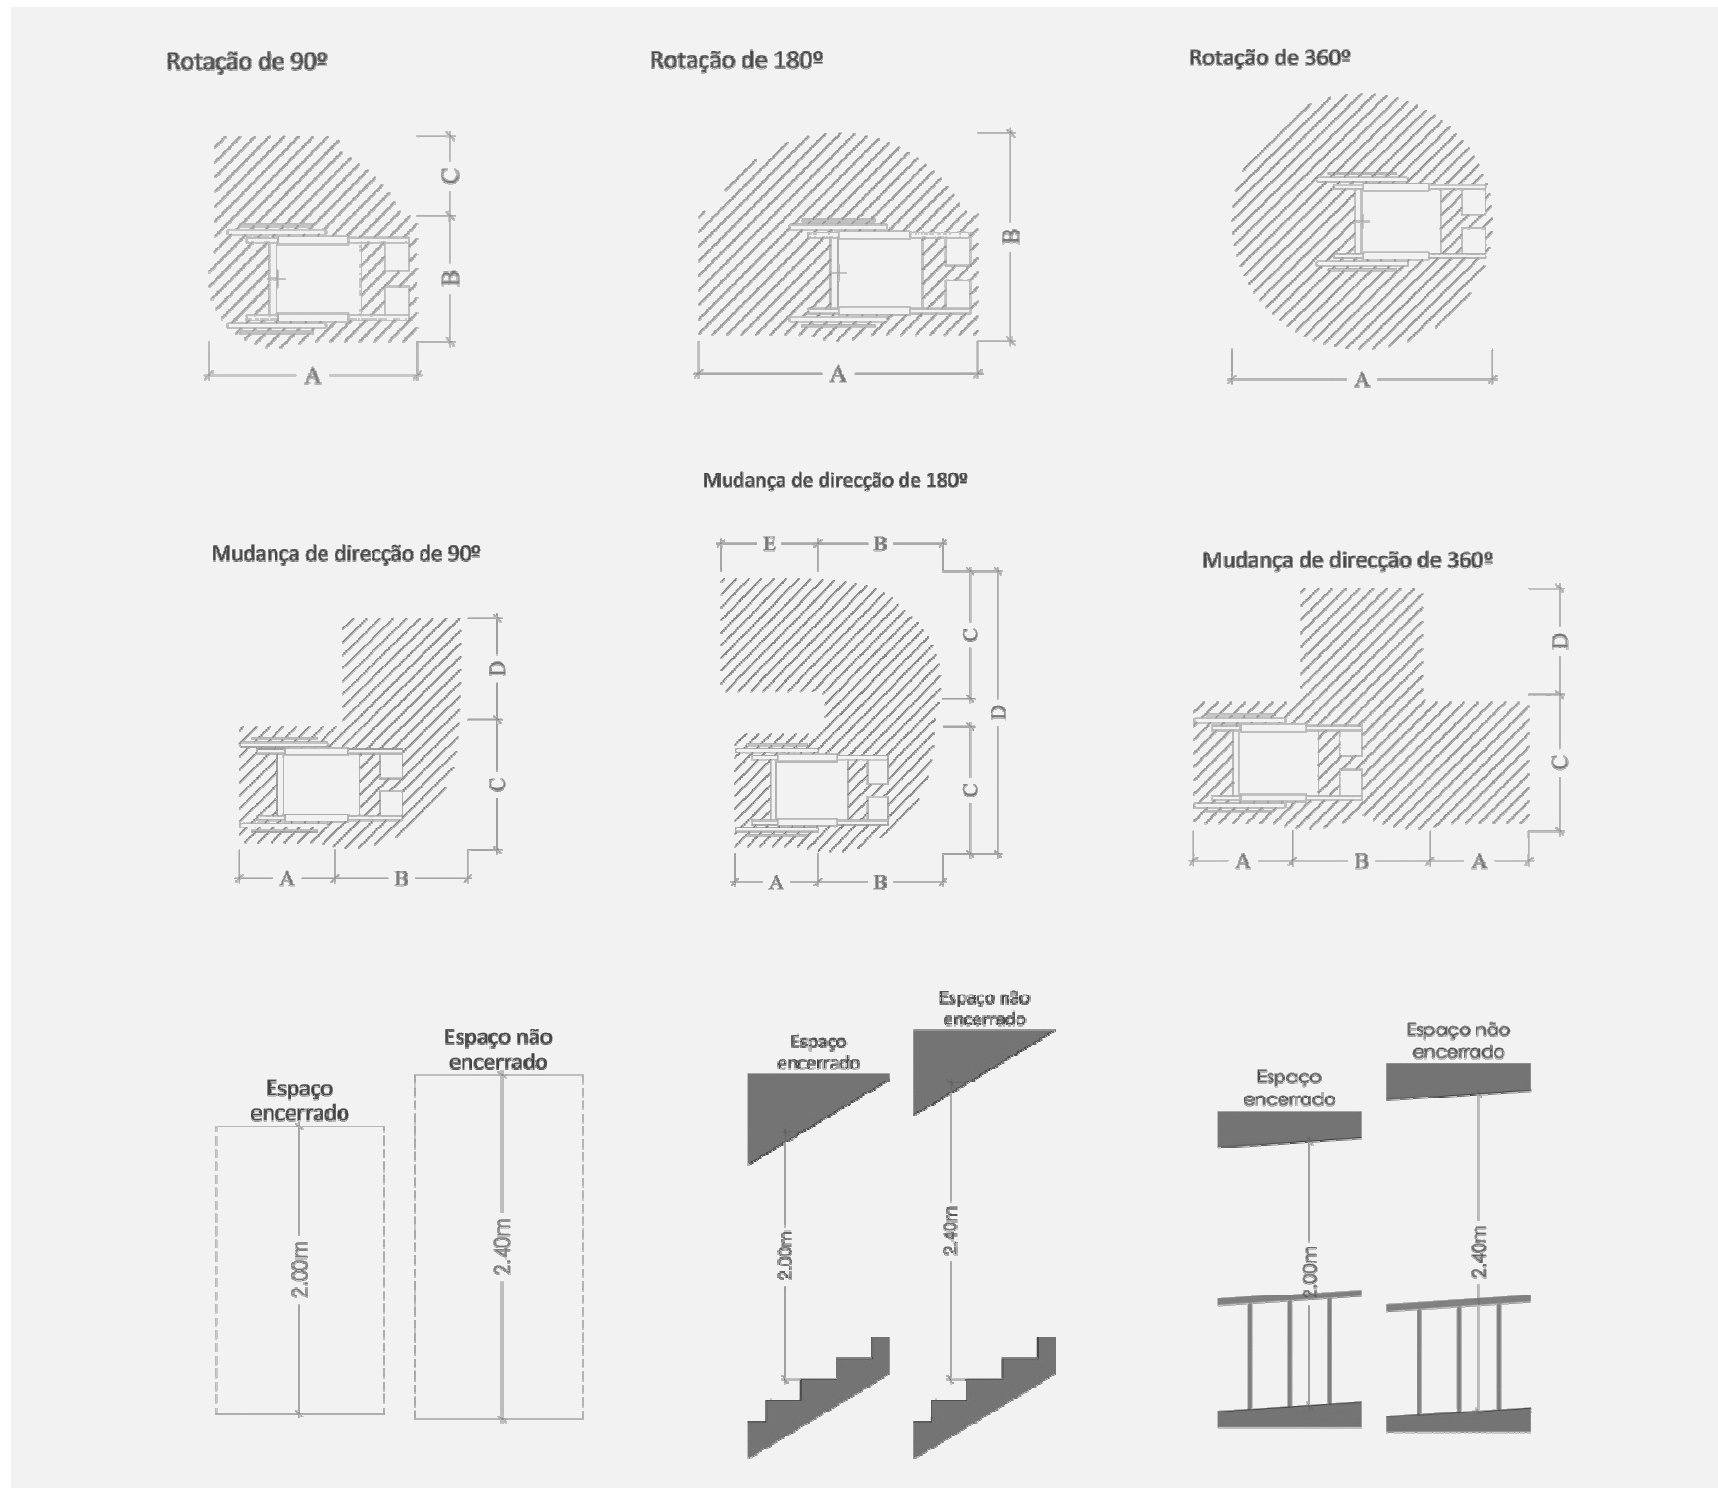 Rotação de 90º
Rotação de 180º
Rotação de 360º
C
B
A
B
A
A
Mudança de direcção de 180º
Mudança de direcção de 90º
Mudança de direcção de 360º
E
B
D
C
A
B
C
D
C
A
B
D
C
A
B
A
Espaço
encerrado
2.00m
Espaço não
encerrado
2.40m
Espaço
encerrado
2.00m
Espaço não
encerrado
2.40m
Espaço
encerrado
2.00m
Espaço não
encerrado
2.40m